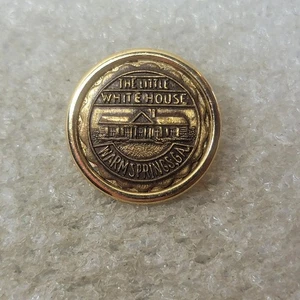 THE LITTLE
WHITE HOUSE
WARM SPRINGS, GA.